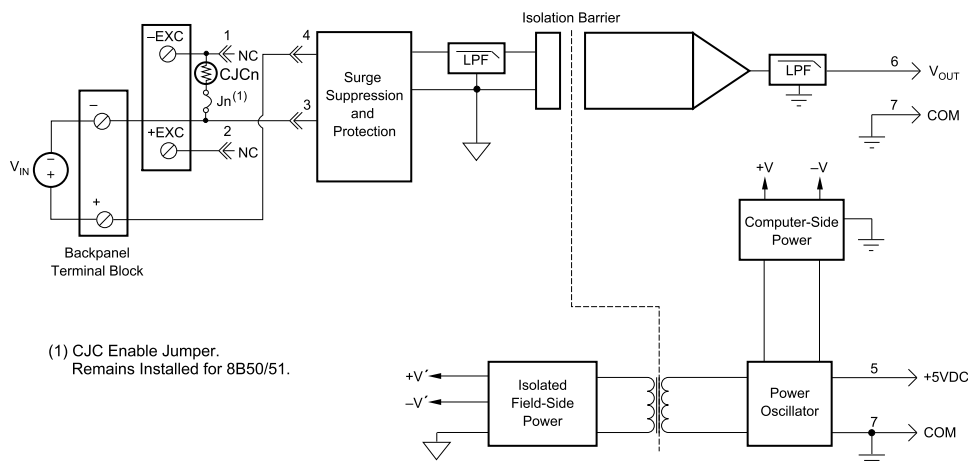 Isolation Barrier
–EXC
1
NC
CJCn
Jn(1)
4
3
Surge
Suppression
and
Protection
LPF
LPF
6
VOUT
7
COM
–
+EXC
2
NC
VIN
–
+
+
Backpanel
Terminal Block
+V
–V
Computer-Side
Power
(1) CJC Enable Jumper.
Remains Installed for 8B50/51.
+V´
–V´
Isolated
Field-Side
Power
Power
Oscillator
5
+5VDC
7
COM